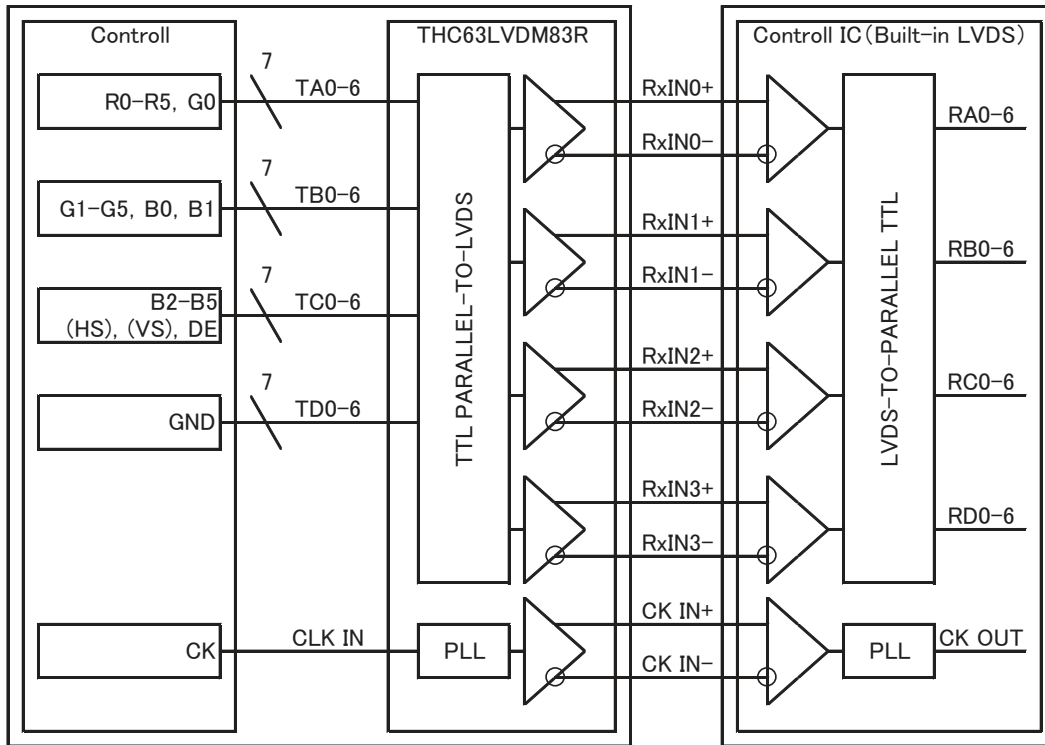 Controll
THC63LVDM83R
Controll IC(Built-in LVDS)
R0-R5, G0
7
TA0-6
RxIN0+
RxIN0-
RA0-6
G1-G5, B0, B1
7
TB0-6
RxIN1+
RxIN1-
RB0-6
B2-B5
(HS), (VS), DE
7
TC0-6
RxIN2+
RxIN2-
RC0-6
GND
7
TD0-6
RxIN3+
RxIN3-
RD0-6
TTL PARALLEL-TO-LVDS
LVDS-TO-PARALLEL TTL
CK
CLK IN
PLL
CK IN+
CK IN-
PLL
CK OUT